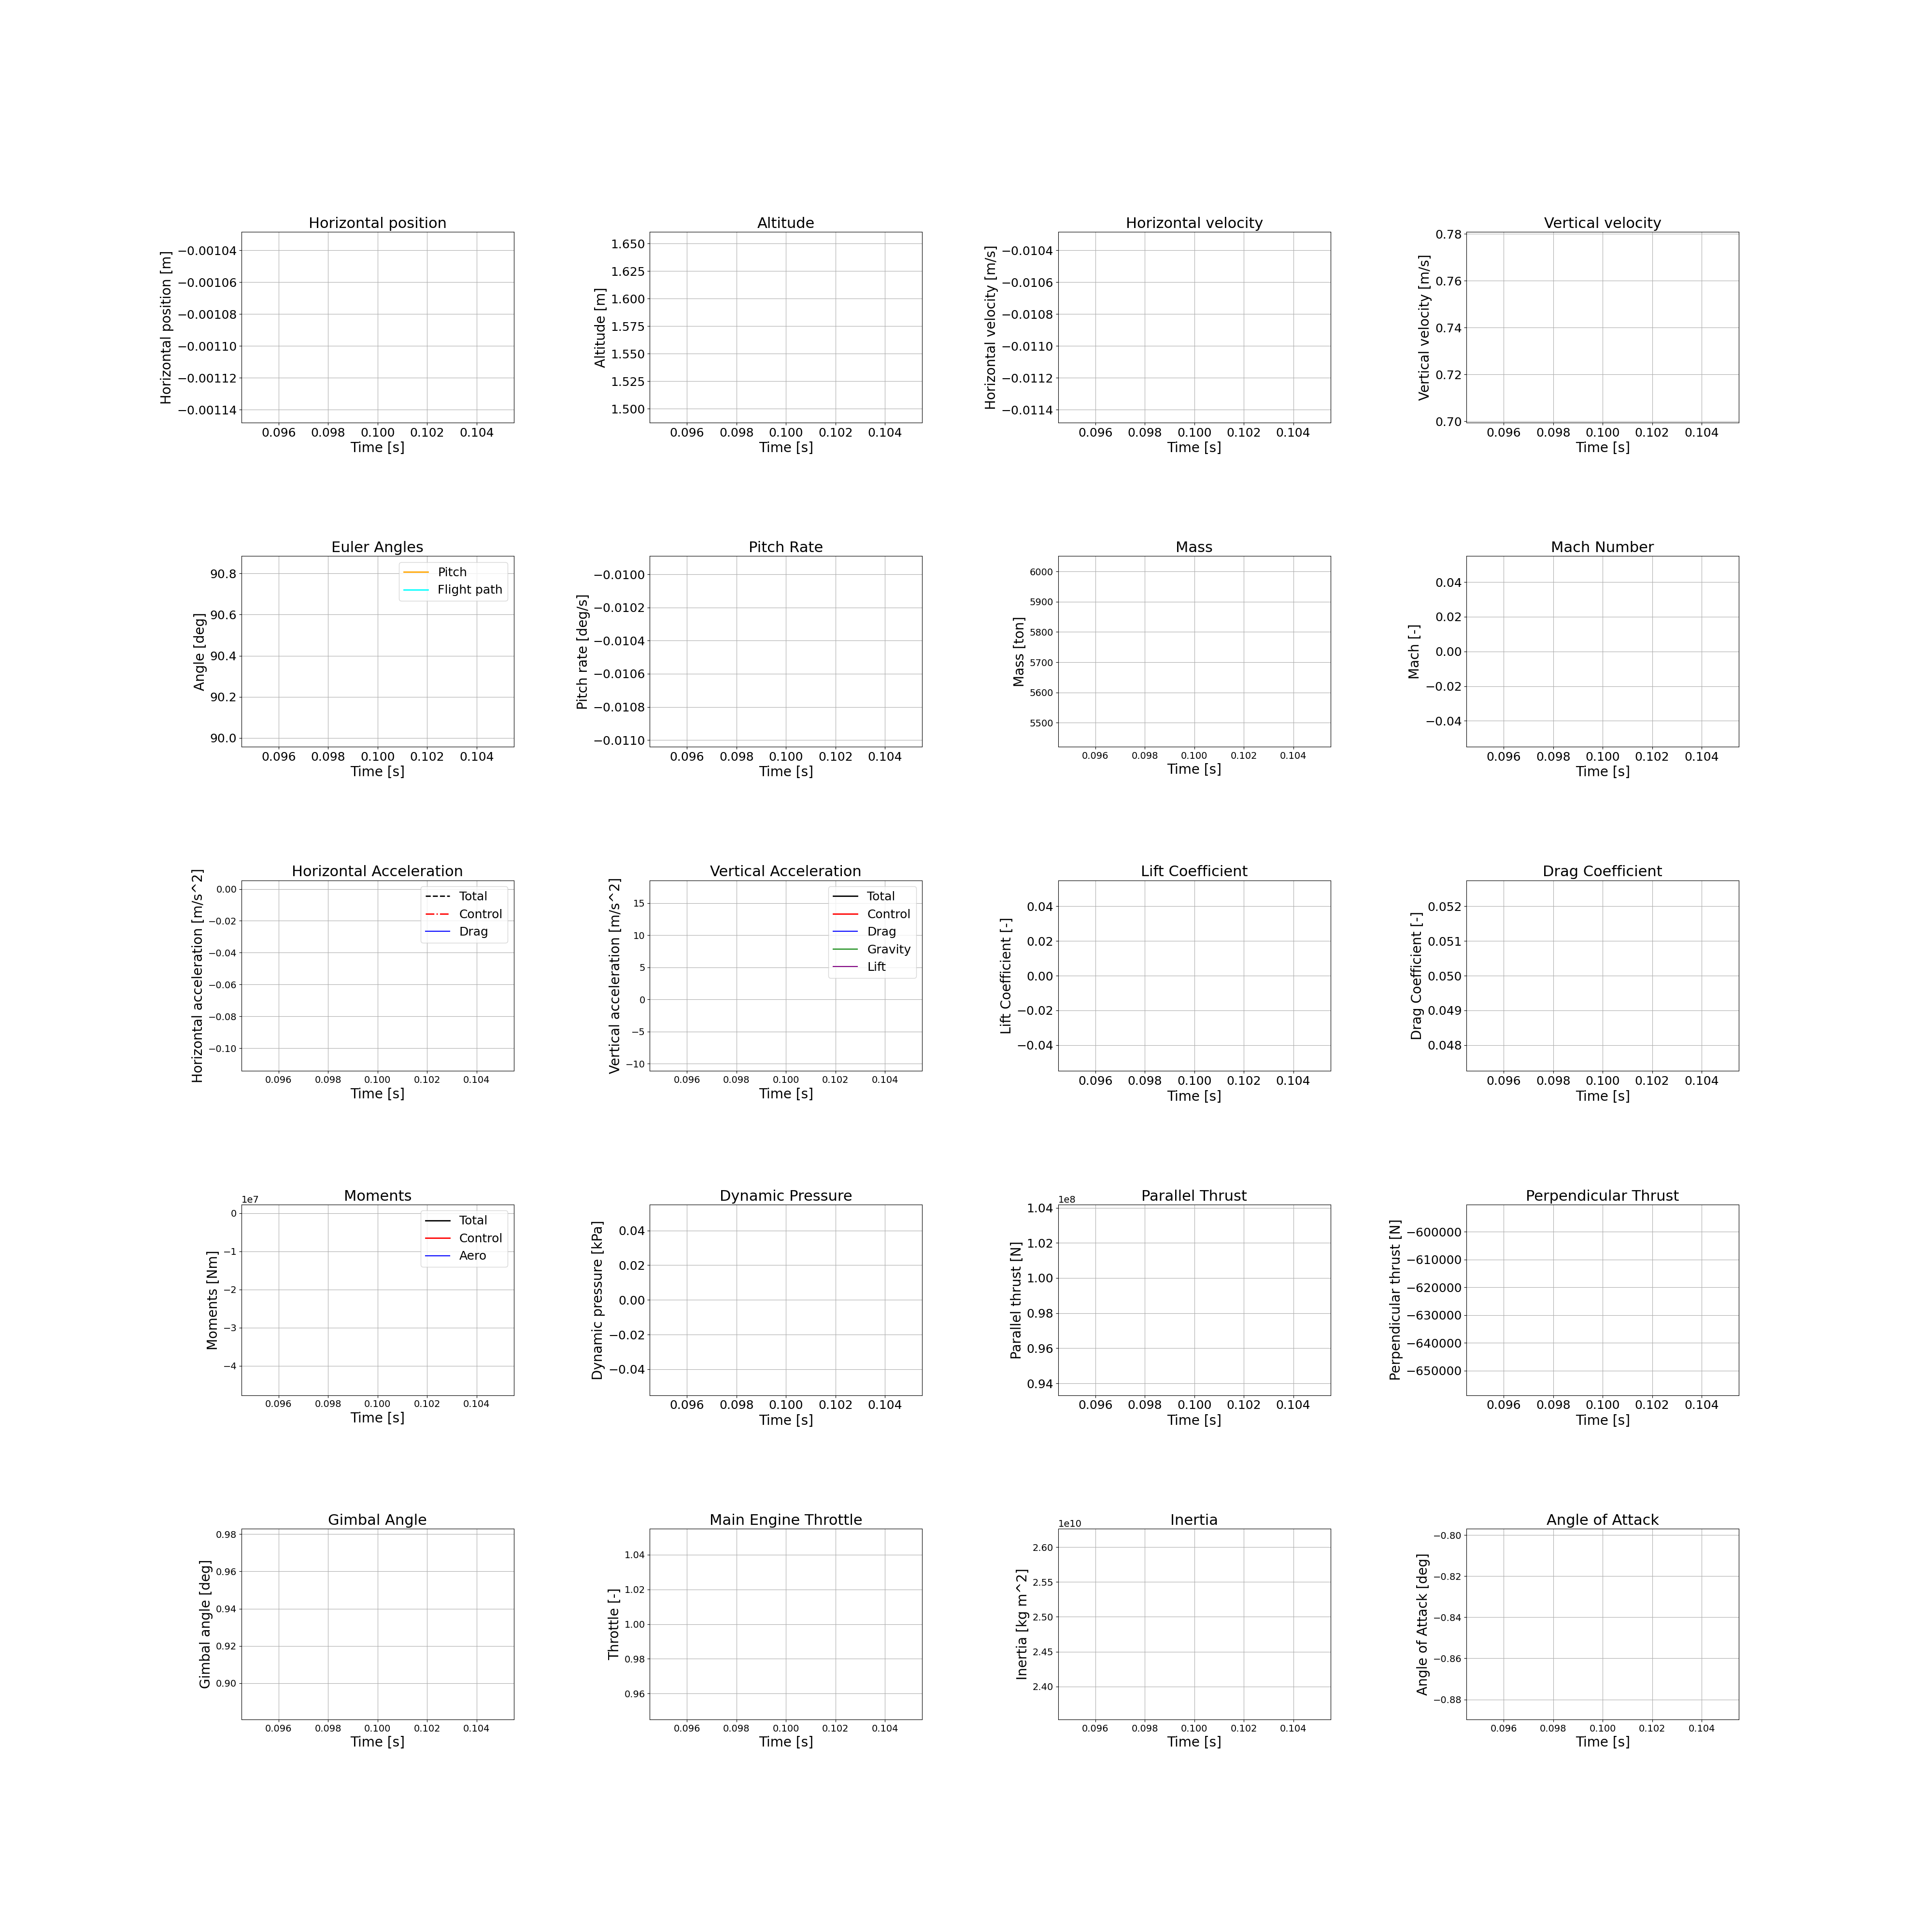 Horizontal position
Horizontal position [m]
−0.00104
−0.00106
−0.00108
−0.00110
−0.00112
−0.00114
0.096 0.098 0.100 0.102 0.104
Time [s]
Altitude
Altitude [m]
1.650
1.625
1.600
1.575
1.550
1.525
1.500
0.096 0.098 0.100 0.102 0.104
Time [s]
Horizontal velocity
Horizontal velocity [m/s]
−0.0104
−0.0106
−0.0108
−0.0110
−0.0112
−0.0114
0.096 0.098 0.100 0.102 0.104
Time [s]
Vertical velocity
Vertical velocity [m/s]
0.78
0.76
0.74
0.72
0.70
0.096 0.098 0.100 0.102 0.104
Time [s]
Euler Angles
Angle [deg]
90.8
90.6
90.4
90.2
90.0
Pitch
Flight path
0.096 0.098 0.100 0.102 0.104
Time [s]
Pitch Rate
Pitch rate [deg/s]
−0.0100
−0.0102
−0.0104
−0.0106
−0.0108
−0.0110
0.096 0.098 0.100 0.102 0.104
Time [s]
Mass
Mass [ton]
6000
5900
5800
5700
5600
5500
0.096 0.098 0.100 0.102 0.104
Time [s]
Mach Number
Mach [-]
0.04
0.02
0.00
−0.02
−0.04
0.096 0.098 0.100 0.102 0.104
Time [s]
Horizontal Acceleration
Horizontal acceleration [m/s^2]
0.00
−0.02
−0.04
−0.06
−0.08
−0.10
Total
Control
Drag
0.096 0.098 0.100 0.102 0.104
Time [s]
Vertical Acceleration
Vertical acceleration [m/s^2]
15
10
5
0
−5
−10
Total
Control
Drag
Gravity
Lift
0.096 0.098 0.100 0.102 0.104
Time [s]
Lift Coefficient
Lift Coefficient [-]
0.04
0.02
0.00
−0.02
−0.04
0.096 0.098 0.100 0.102 0.104
Time [s]
Drag Coefficient
Drag Coefficient [-]
0.052
0.051
0.050
0.049
0.048
0.096 0.098 0.100 0.102 0.104
Time [s]
Moments
1e7
Moments [Nm]
0
−1
−2
−3
−4
Total
Control
Aero
0.096 0.098 0.100 0.102 0.104
Time [s]
Dynamic Pressure
Dynamic pressure [kPa]
0.04
0.02
0.00
−0.02
−0.04
0.096 0.098 0.100 0.102 0.104
Time [s]
Parallel Thrust
1e8
Parallel thrust [N]
1.04
1.02
1.00
0.98
0.96
0.94
0.096 0.098 0.100 0.102 0.104
Time [s]
Perpendicular Thrust
Perpendicular thrust [N]
−600000
−610000
−620000
−630000
−640000
−650000
0.096 0.098 0.100 0.102 0.104
Time [s]
Gimbal Angle
Gimbal angle [deg]
0.98
0.96
0.94
0.92
0.90
0.096 0.098 0.100 0.102 0.104
Time [s]
Main Engine Throttle
Throttle [-]
1.04
1.02
1.00
0.98
0.96
0.096 0.098 0.100 0.102 0.104
Time [s]
Inertia
1e10
Inertia [kg m^2]
2.60
2.55
2.50
2.45
2.40
0.096 0.098 0.100 0.102 0.104
Time [s]
Angle of Attack
Angle of Attack [deg]
−0.80
−0.82
−0.84
−0.86
−0.88
0.096 0.098 0.100 0.102 0.104
Time [s]